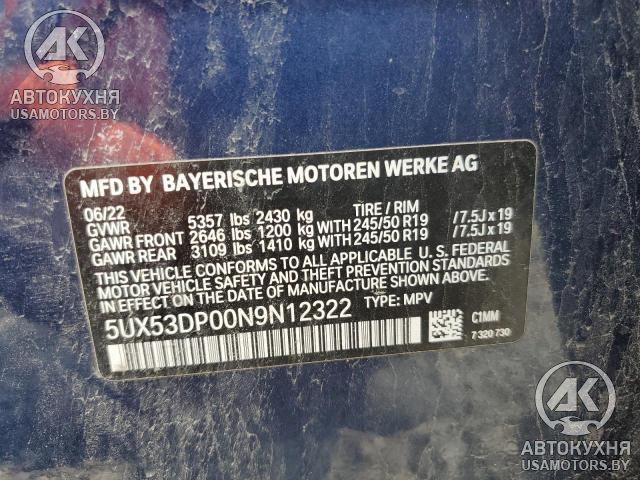 AK
АВТОКУХНЯ
USAMOTORS.BY
MFD BY BAYERISCHE MOTOREN WERKE AG
06/22 TIRE / RIM
GVWR 5357 lbs 2430 kg
GAWR FRONT 2646 lbs 1200 kg WITH 245/50 R19 /7.5J x 19
GAWR REAR 3109 lbs 1410 kg WITH 245/50 R19 /7.5J x 19
THIS VEHICLE CONFORMS TO ALL APPLICABLE U. S. FEDERAL
MOTOR VEHICLE SAFETY, BUMPER, AND THEFT PREVENTION STANDARDS
IN EFFECT ON THE DATE OF MANUFACTURE SHOWN ABOVE.
5UX53DP00N9N12322 TYPE: MPV
C1MM
7 320 730
AK
АВТОКУХНЯ
USAMOTORS.BY